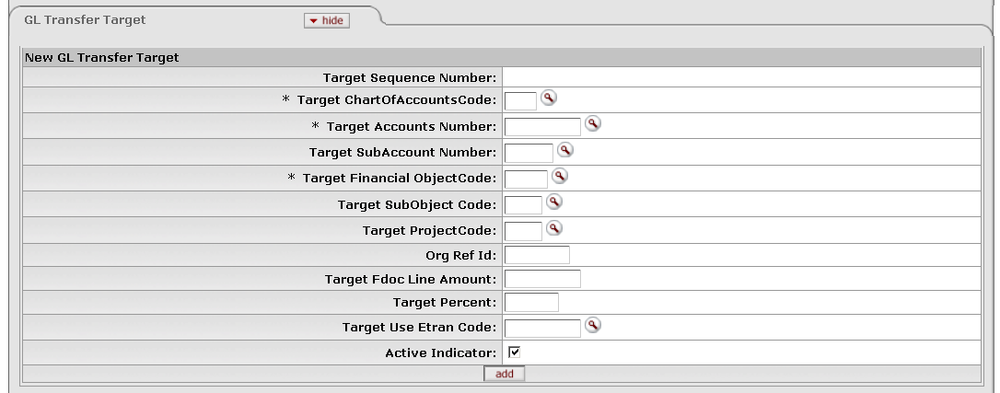 GL Transfer Target hide
New GL Transfer Target
Target Sequence Number:
* Target ChartOfAccountsCode:
* Target Accounts Number:
Target SubAccount Number:
* Target Financial ObjectCode:
Target SubObject Code:
Target ProjectCode:
Org Ref Id:
Target Fdoc Line Amount:
Target Percent:
Target Use Etran Code:
Active Indicator:
add